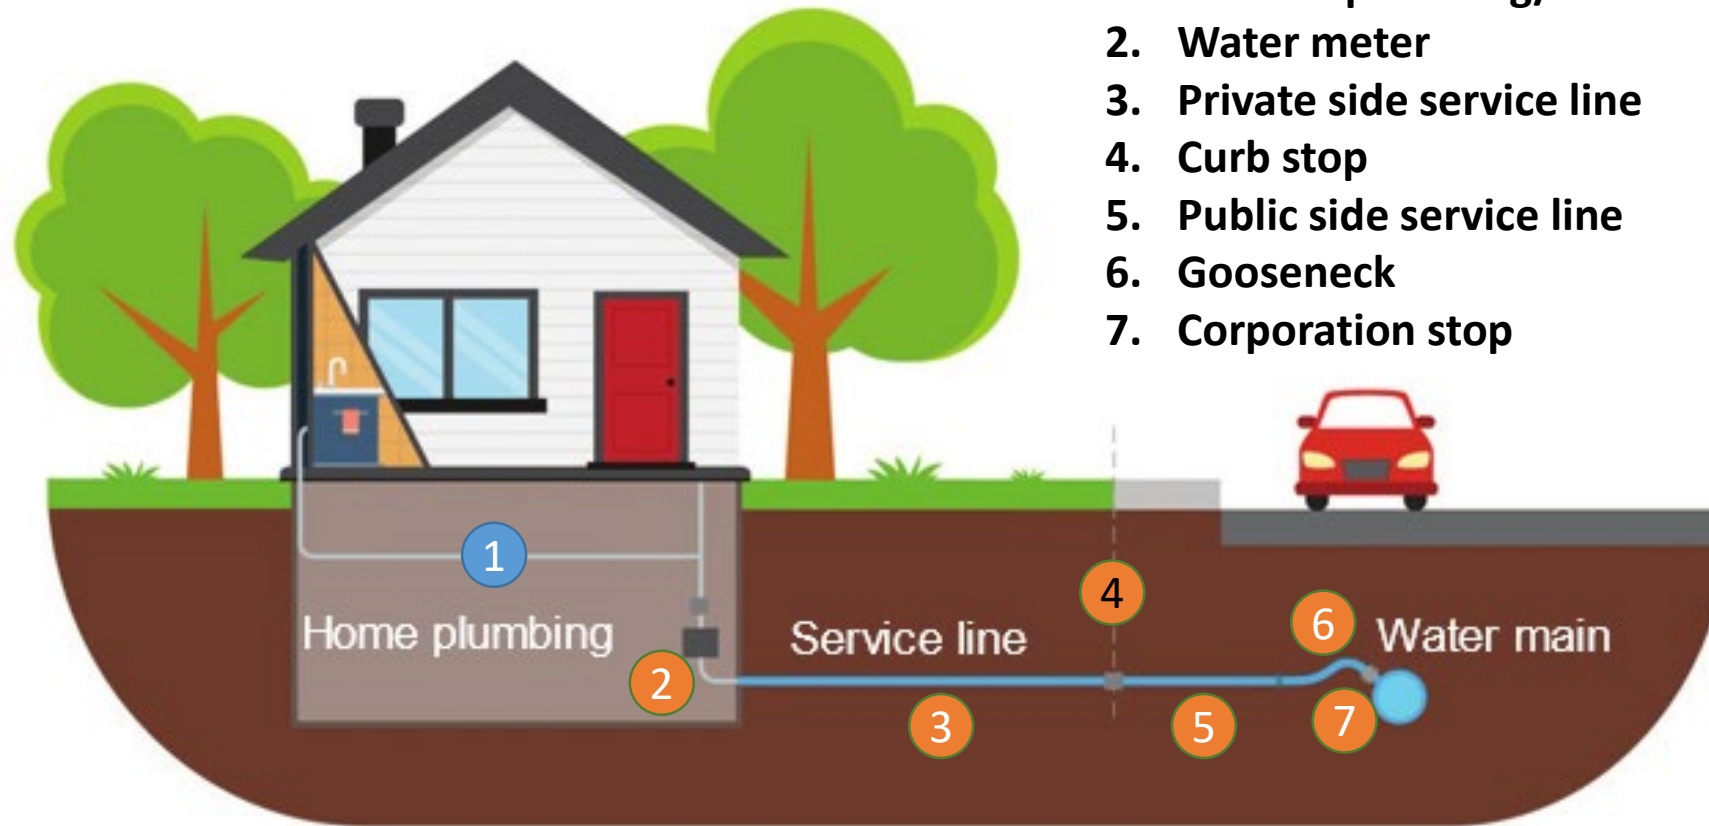 2. Water meter
3. Private side service line
4. Curb stop
5. Public side service line
6. Gooseneck
7. Corporation stop
1
4
Home plumbing
Service line
6
Water main
2
3
5
7